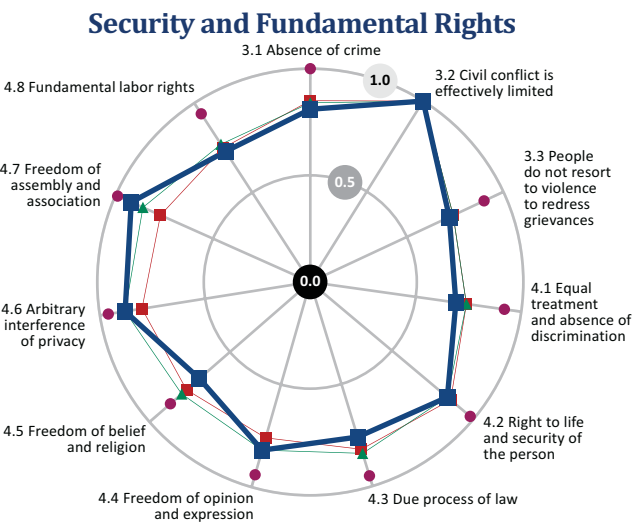 Security and Fundamental Rights
3.1 Absence of crime
1.0
3.2 Civil conflict is
effectively limited
4.8 Fundamental labor rights
3.3 People
do not resort
to violence
to redress
grievances
4.7 Freedom of
assembly and
association
0.5
0.0
4.1 Equal
treatment
and absence of
discrimination
4.6 Arbitrary
interference
of privacy
4.2 Right to life
and security of
the person
4.5 Freedom of belief
and religion
4.4 Freedom of opinion
and expression
4.3 Due process of law